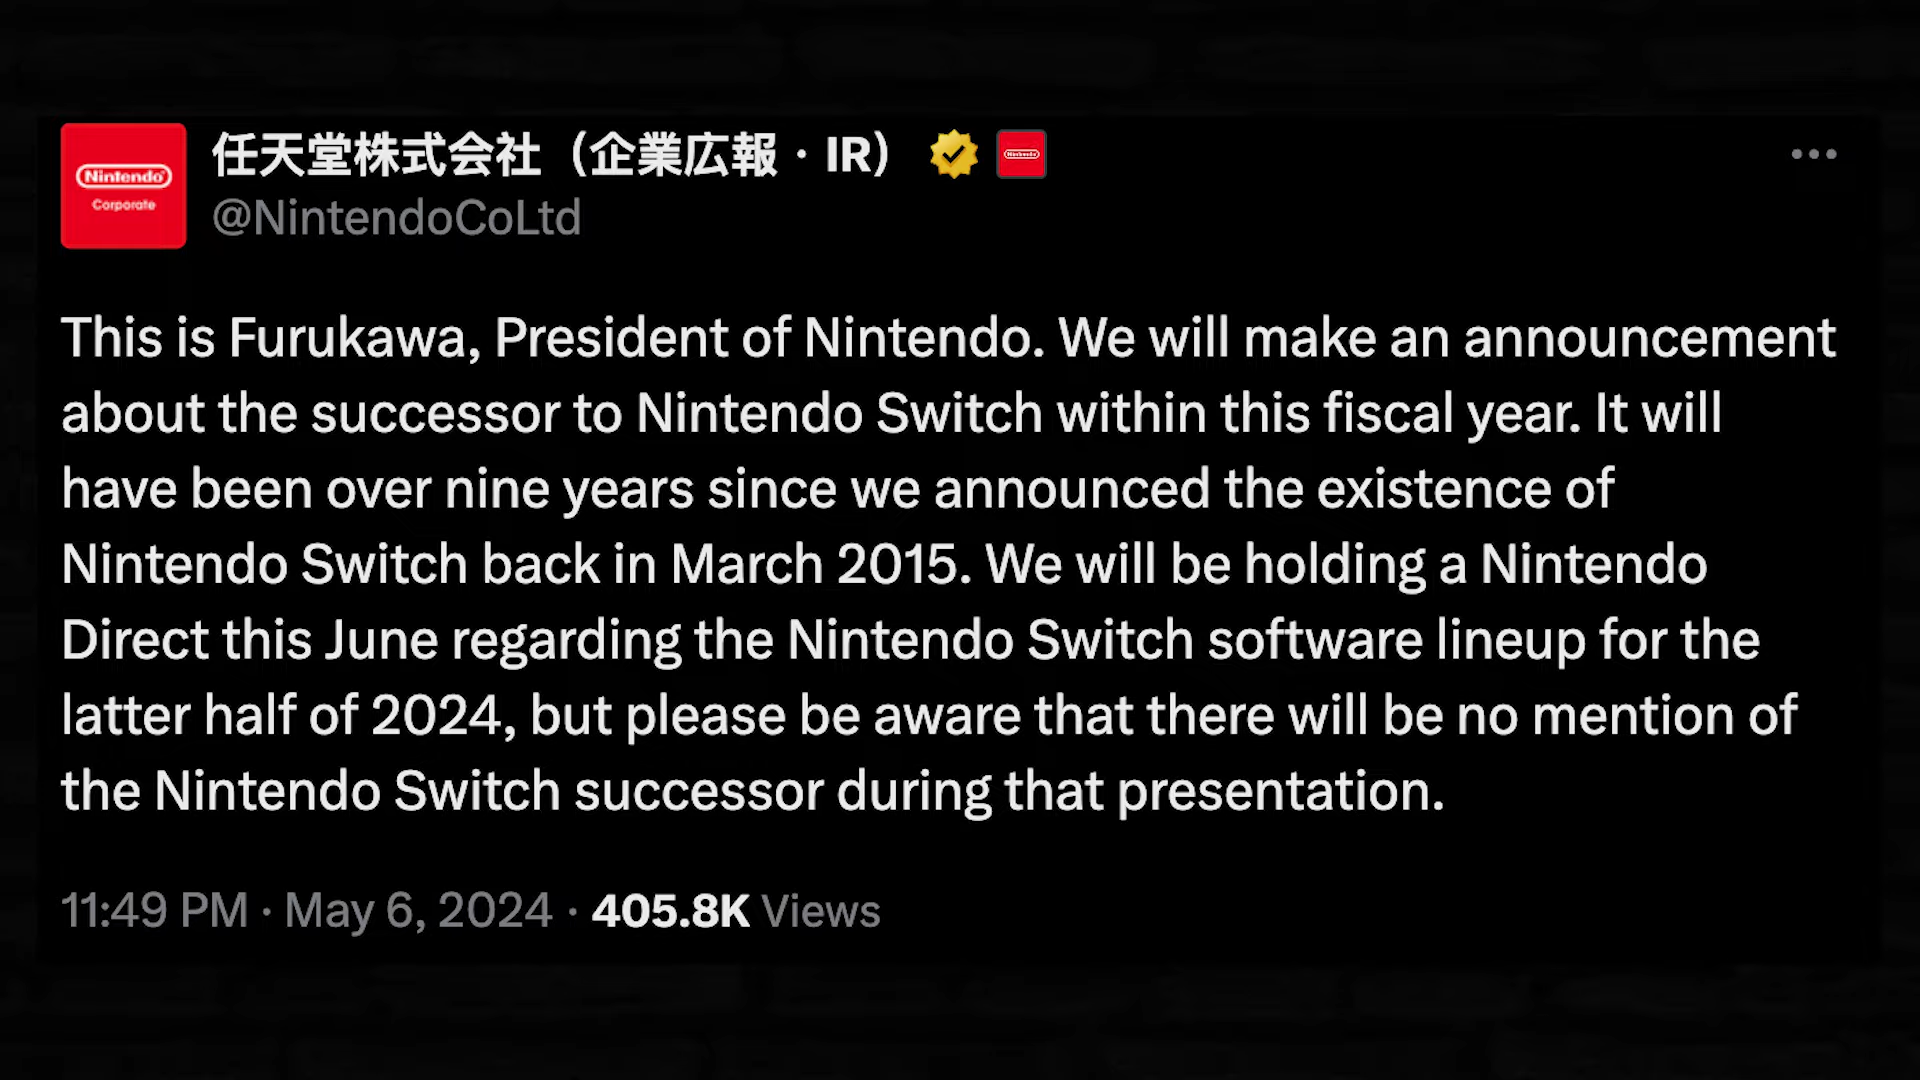 Nintendo
Corporate
任天堂株式会社（企業広報・IR）
Nintendo
@NintendoCoLtd
This is Furukawa, President of Nintendo. We will make an announcement
about the successor to Nintendo Switch within this fiscal year. It will
have been over nine years since we announced the existence of
Nintendo Switch back in March 2015. We will be holding a Nintendo
Direct this June regarding the Nintendo Switch software lineup for the
latter half of 2024, but please be aware that there will be no mention of
the Nintendo Switch successor during that presentation.
11:49 PM · May 6, 2024 · 405.8K Views